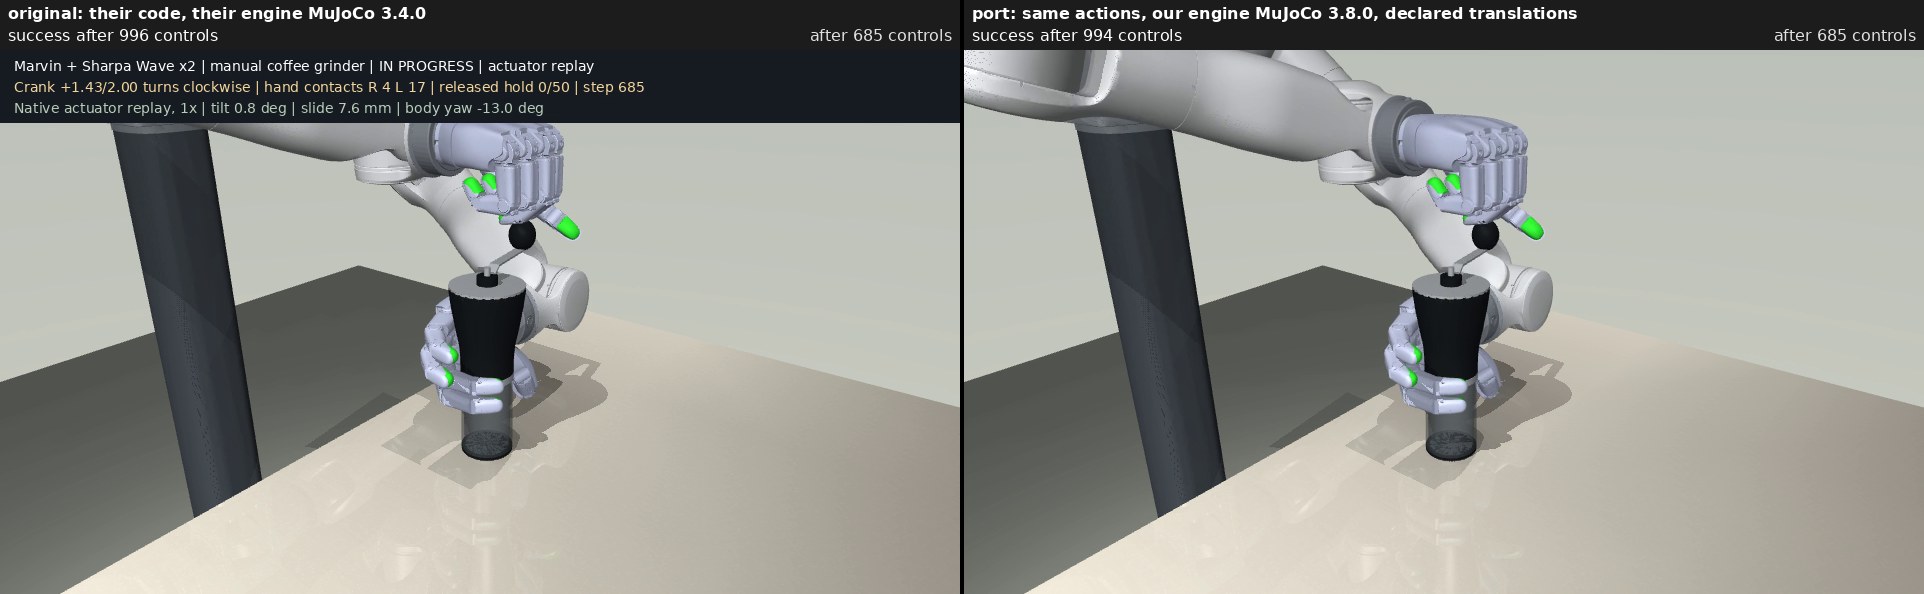 original: their code, their engine MuJoCo 3.4.0
success after 996 controls
after 685 controls
Marvin + Sharpa Wave x2 | manual coffee grinder | IN PROGRESS | actuator replay
Crank +1.43/2.00 turns clockwise | hand contacts R 4 L 17 | released hold 0/50 | step 685
Native actuator replay, 1x | tilt 0.8 deg | slide 7.6 mm | body yaw -13.0 deg
port: same actions, our engine MuJoCo 3.8.0, declared translations
success after 994 controls
after 685 controls